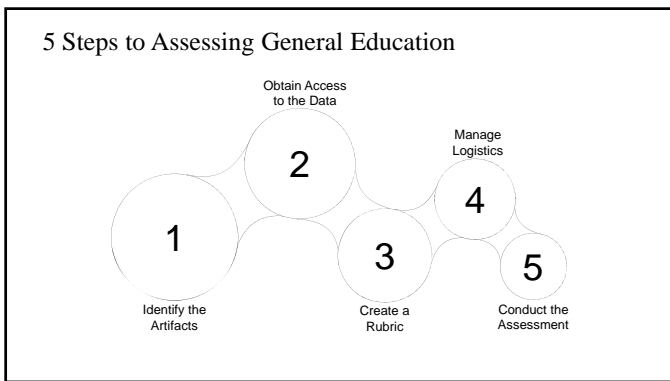 5 Steps to Assessing General Education
1
Identify the
Artifacts
Obtain Access
to the Data
2
3
Create a
Rubric
Manage
Logistics
4
5
Conduct the
Assessment